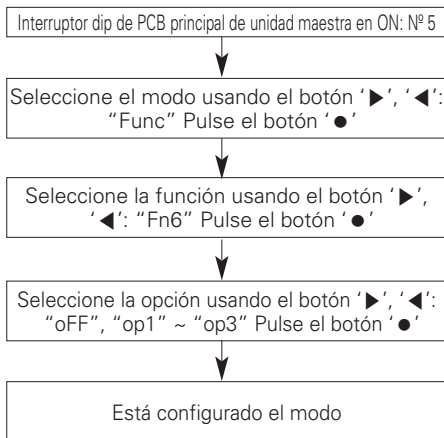 Interruptor dip de PCB principal de unidad maestra en ON: Nº 5
Seleccione el modo usando el botón ‘▶’, ‘◀’:
“Func” Pulse el botón ‘●’
Seleccione la función usando el botón ‘▶’,
‘◀’: “Fn6” Pulse el botón ‘●’
Seleccione la opción usando el botón ‘▶’, ‘◀’:
“oFF”, “op1” ~ “op3” Pulse el botón ‘●’
Está configurado el modo